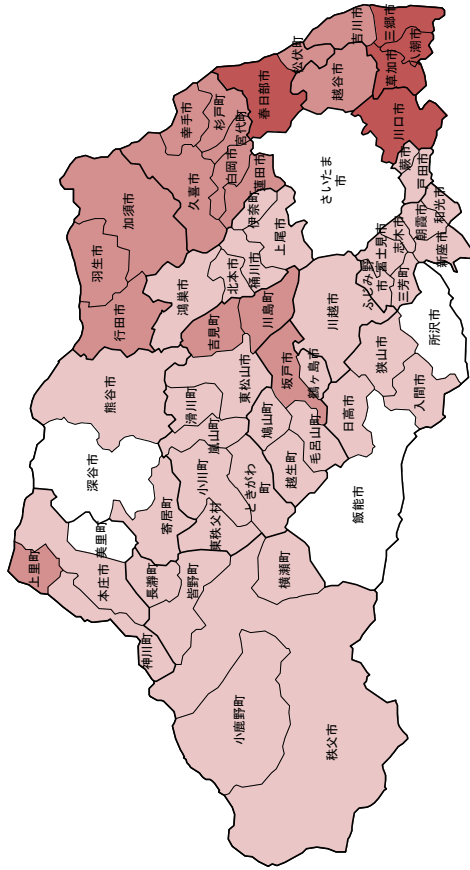 三郷市
八潮市
吉川市
草加市
松伏町
越谷市
川口市
春日部市
杉戸町
幸手市
宮代町
白岡市
久喜市
蓮田市
加須市
羽生市
行田市
伊奈町
上尾市
桶川市
北本市
鴻巣市
さいたま
市
蕨市
戸田市
和光市
朝霞市
志木市
新座市
富士見市
ふじみ野
市
三芳町
川越市
所沢市
狭山市
入間市
川島町
吉見町
坂戸市
鶴ヶ島市
日高市
東松山市
熊谷市
滑川町
嵐山町
鳩山町
毛呂山町
越生町
小川町
ときがわ
町
東秩父村
寄居町
深谷市
美里町
上里町
本庄市
神川町
長瀞町
皆野町
横瀬町
飯能市
小鹿野町
秩父市